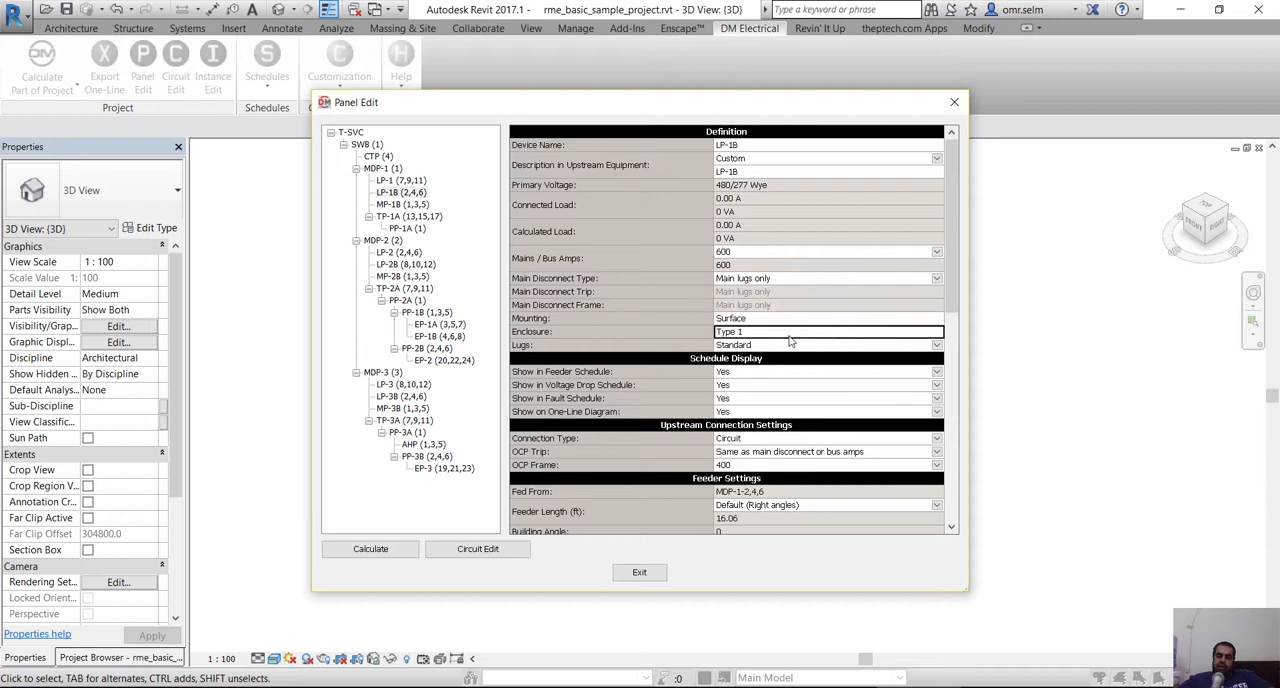 Autodesk Revit 2017.1 - rme_basic_sample_project.rvt - 3D View: {3D}
Type a keyword or phrase
omr.selm
Architecture Structure Systems Insert Annotate Analyze Massing & Site Collaborate View Manage Add-Ins Enscape™ DM Electrical Revin' It Up theptech.com Apps Modify
DM P C I S C H
Calculate Part of Project
Export One-Line
Panel Edit
Circuit Edit
Instance Edit
Schedules
Customization
Help
Project
Schedules
Properties
3D View
3D View: {3D}
Edit Type
Graphics
View Scale 1 : 100
Scale Value 1: 100
Detail Level Medium
Parts Visibility Show Both
Visibility/Grap... Edit...
Graphic Displ... Edit...
Discipline Architectural
Show Hidden ... By Discipline
Default Analys... None
Sub-Discipline
View Classific...
Sun Path
Extents
Crop View
Crop Region V...
Annotation Cr...
Far Clip Active
Far Clip Offset 304800.0
Section Box
Camera
Rendering Set... Edit...
Locked Orient...
Perspective
Properties help
Apply
Properties
Project Browser - rme_basic_...
DM Panel Edit
T-SVC
SWB (1)
CTP (4)
MDP-1 (1)
LP-1 (7,9,11)
LP-1B (2,4,6)
MP-1B (1,3,5)
TP-1A (13,15,17)
PP-1A (1)
MDP-2 (2)
LP-2 (2,4,6)
LP-2B (8,10,12)
MP-2B (1,3,5)
TP-2A (7,9,11)
PP-2A (1)
PP-1B (1,3,5)
EP-1A (3,5,7)
EP-1B (4,6,8)
PP-2B (2,4,6)
EP-2 (20,22,24)
MDP-3 (3)
LP-3 (8,10,12)
LP-3B (2,4,6)
MP-3B (1,3,5)
TP-3A (7,9,11)
PP-3A (1)
AHP (1,3,5)
PP-3B (2,4,6)
EP-3 (19,21,23)
Definition
Device Name: LP-1B
Description in Upstream Equipment: Custom
LP-1B
Primary Voltage: 480/277 Wye
Connected Load: 0.00 A
0 VA
Calculated Load: 0.00 A
0 VA
Mains / Bus Amps: 600
600
Main Disconnect Type: Main lugs only
Main Disconnect Trip: Main lugs only
Main Disconnect Frame: Main lugs only
Mounting: Surface
Enclosure: Type 1
Lugs: Standard
Schedule Display
Show in Feeder Schedule: Yes
Show in Voltage Drop Schedule: Yes
Show in Fault Schedule: Yes
Show on One-Line Diagram: Yes
Upstream Connection Settings
Connection Type: Circuit
OCP Trip: Same as main disconnect or bus amps
OCP Frame: 400
Feeder Settings
Fed From: MDP-1-2,4,6
Feeder Length (ft): Default (Right angles)
16.06
Building Angle: 0
Calculate
Circuit Edit
Exit
TOP
FRONT
RIGHT
1 : 100
Click to select, TAB for alternates, CTRL adds, SHIFT unselects.
:0
Main Model
:0